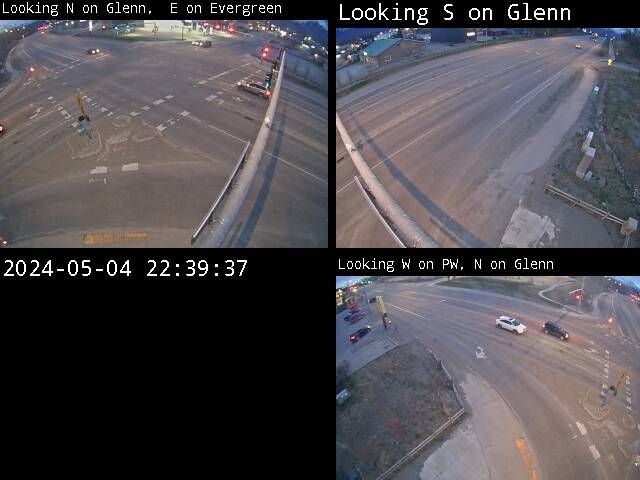 Looking N on Glenn, E on Evergreen
Looking S on Glenn
2024-05-04 22:39:37
Looking W on PW, N on Glenn